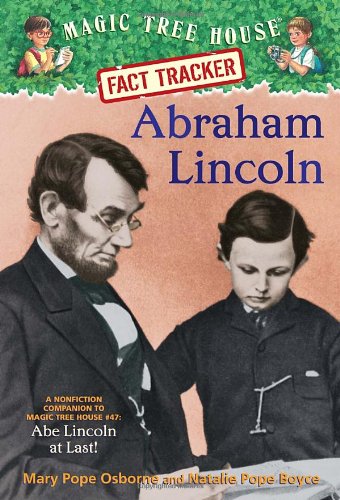 MAGIC TREE HOUSE
FACT TRACKER
Abraham
Lincoln
A NONFICTION
COMPANION TO
MAGIC TREE HOUSE #47:
Abe Lincoln
at Last!
Mary Pope Osborne and Natalie Pope Boyce